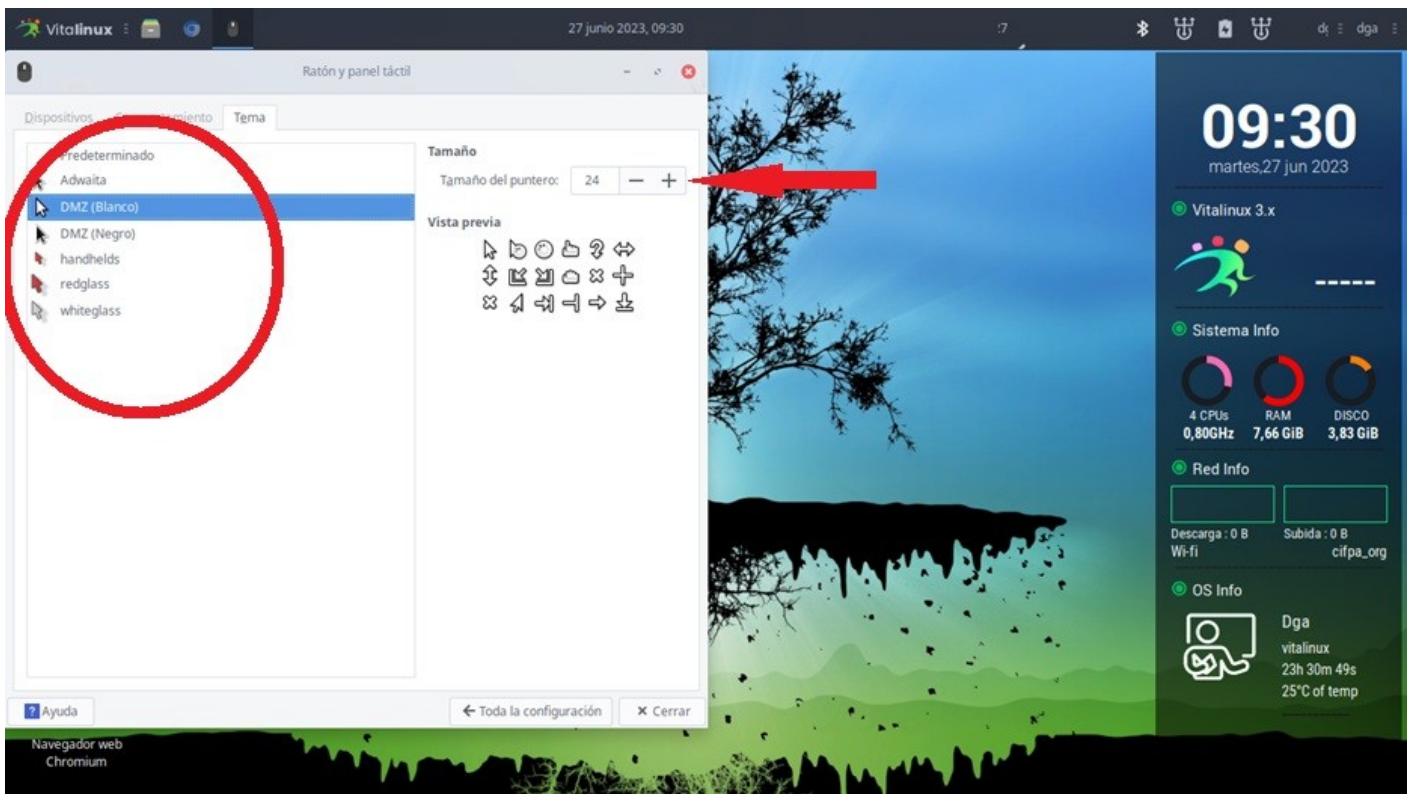 Vitalinux
27 junio 2023, 09:30
:7
dga
Ratón y panel táctil
Dispositivos
Tema
Predeterminado
Adwaita
DMZ (Blanco)
DMZ (Negro)
handhelds
redglass
whiteglass
Tamaño
Tamaño del puntero: 24 — +
Vista previa
? Ayuda
Toda la configuración
Cerrar
Navegador web
Chromium
09:30
martes,27 jun 2023
Vitalinux 3.x
-----
Sistema Info
4 CPUs RAM DISCO
0,80GHz 7,66 GiB 3,83 GiB
Red Info
Descarga : 0 B Subida : 0 B
Wi-fi cifpa_org
OS Info
Dga
vitalinux
23h 30m 49s
25°C of temp